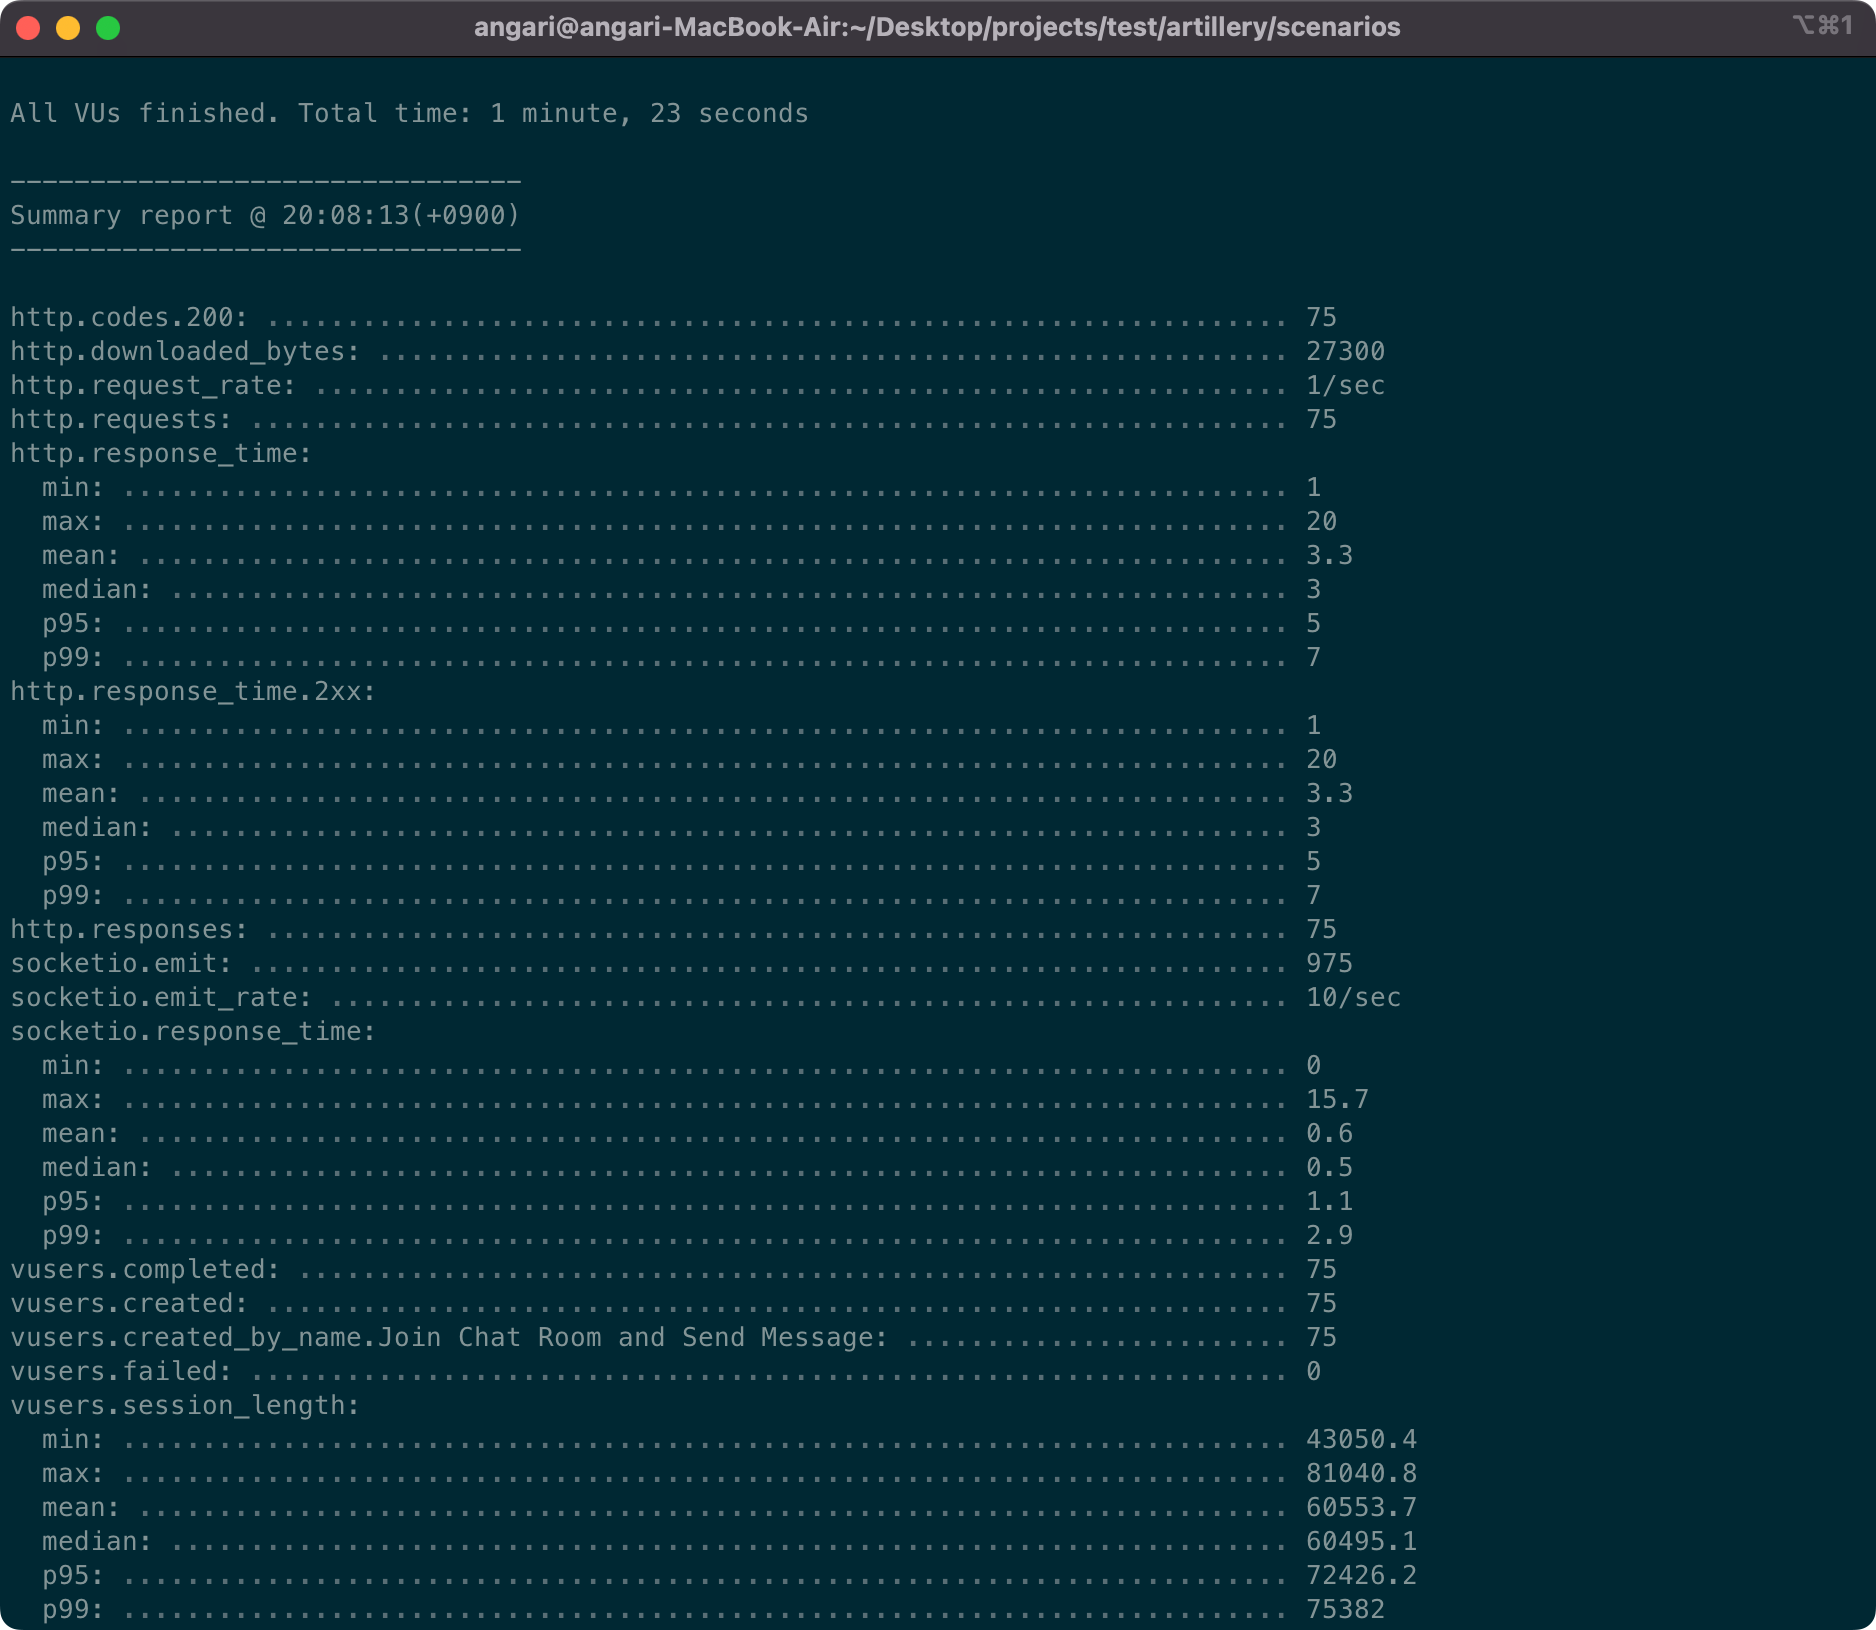 angari@angari-MacBook-Air:~/Desktop/projects/test/artillery/scenarios ⌥⌘1
All VUs finished. Total time: 1 minute, 23 seconds
--------------------------------
Summary report @ 20:08:13(+0900)
--------------------------------
http.codes.200: ................................................................ 75
http.downloaded_bytes: ......................................................... 27300
http.request_rate: ............................................................. 1/sec
http.requests: ................................................................. 75
http.response_time:
  min: ......................................................................... 1
  max: ......................................................................... 20
  mean: ........................................................................ 3.3
  median: ...................................................................... 3
  p95: ......................................................................... 5
  p99: ......................................................................... 7
http.response_time.2xx:
  min: ......................................................................... 1
  max: ......................................................................... 20
  mean: ........................................................................ 3.3
  median: ...................................................................... 3
  p95: ......................................................................... 5
  p99: ......................................................................... 7
http.responses: ................................................................ 75
socketio.emit: ................................................................. 975
socketio.emit_rate: ............................................................ 10/sec
socketio.response_time:
  min: ......................................................................... 0
  max: ......................................................................... 15.7
  mean: ........................................................................ 0.6
  median: ...................................................................... 0.5
  p95: ......................................................................... 1.1
  p99: ......................................................................... 2.9
vusers.completed: .............................................................. 75
vusers.created: ................................................................ 75
vusers.created_by_name.Join Chat Room and Send Message: ........................ 75
vusers.failed: ................................................................. 0
vusers.session_length:
  min: ......................................................................... 43050.4
  max: ......................................................................... 81040.8
  mean: ........................................................................ 60553.7
  median: ...................................................................... 60495.1
  p95: ......................................................................... 72426.2
  p99: ......................................................................... 75382